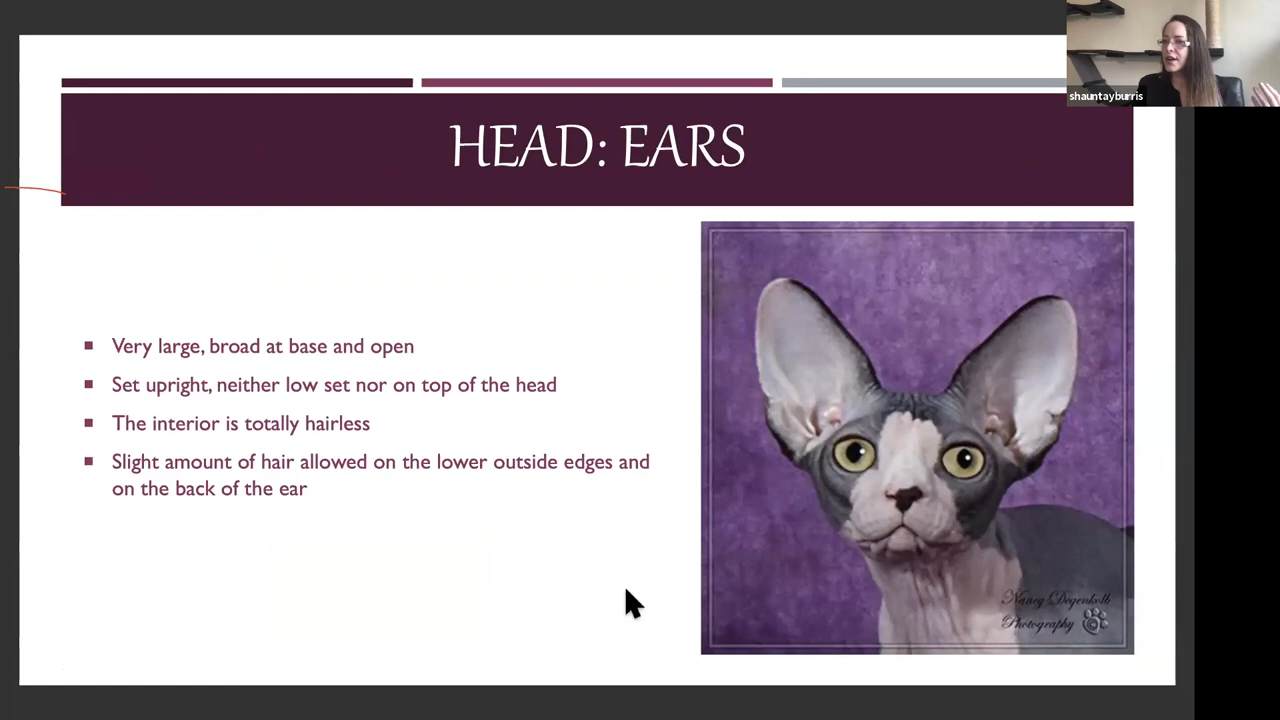 shauntayburris
HEAD: EARS
Very large, broad at base and open
Set upright, neither low set nor on top of the head
The interior is totally hairless
Slight amount of hair allowed on the lower outside edges and
on the back of the ear
Nancy Degenkolb
Photography